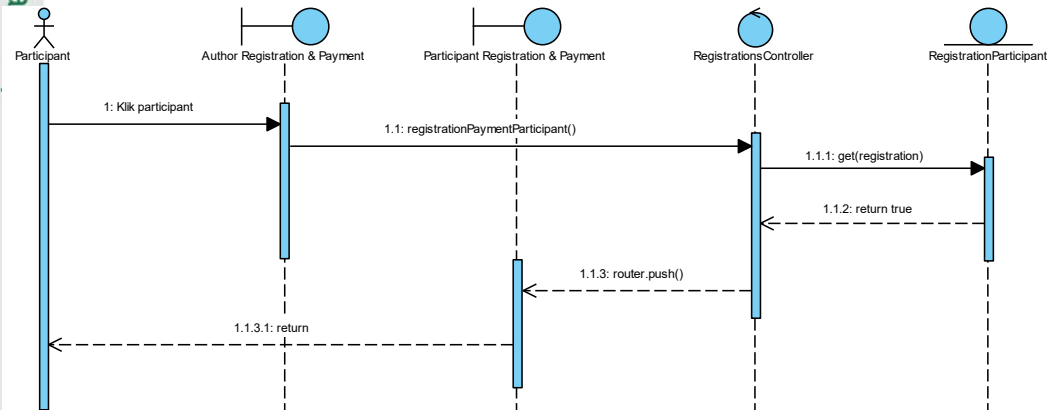 Participant
Author Registration & Payment
Participant Registration & Payment
RegistrationsController
RegistrationParticipant
1: Klik participant
1.1: registrationPaymentParticipant()
1.1.1: get(registration)
1.1.2: return true
1.1.3: router.push()
1.1.3.1: return